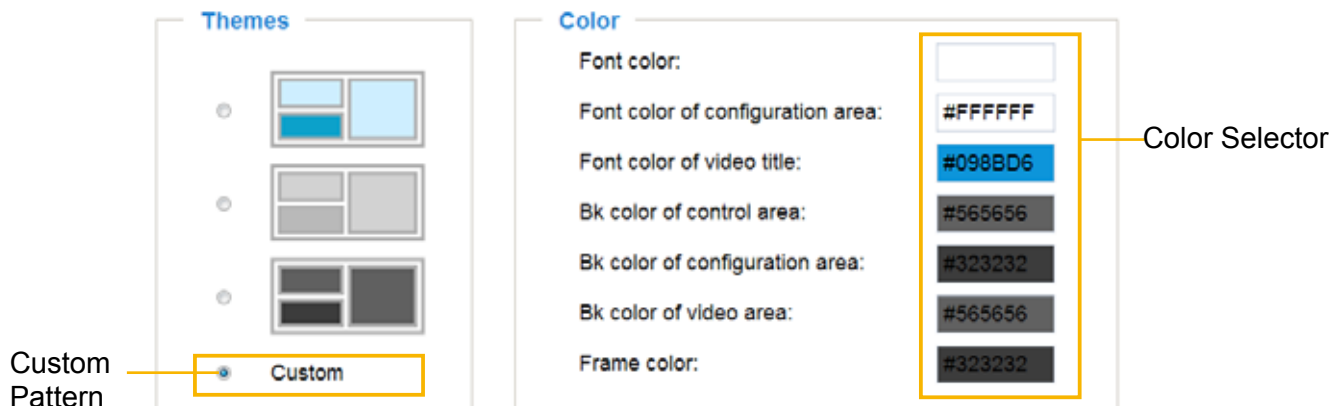 Themes
Custom
Custom
Pattern
Color
Font color:
Font color of configuration area: #FFFFFF
Font color of video title: #098BD6
Bk color of control area: #565656
Bk color of configuration area: #323232
Bk color of video area: #565656
Frame color: #323232
Color Selector